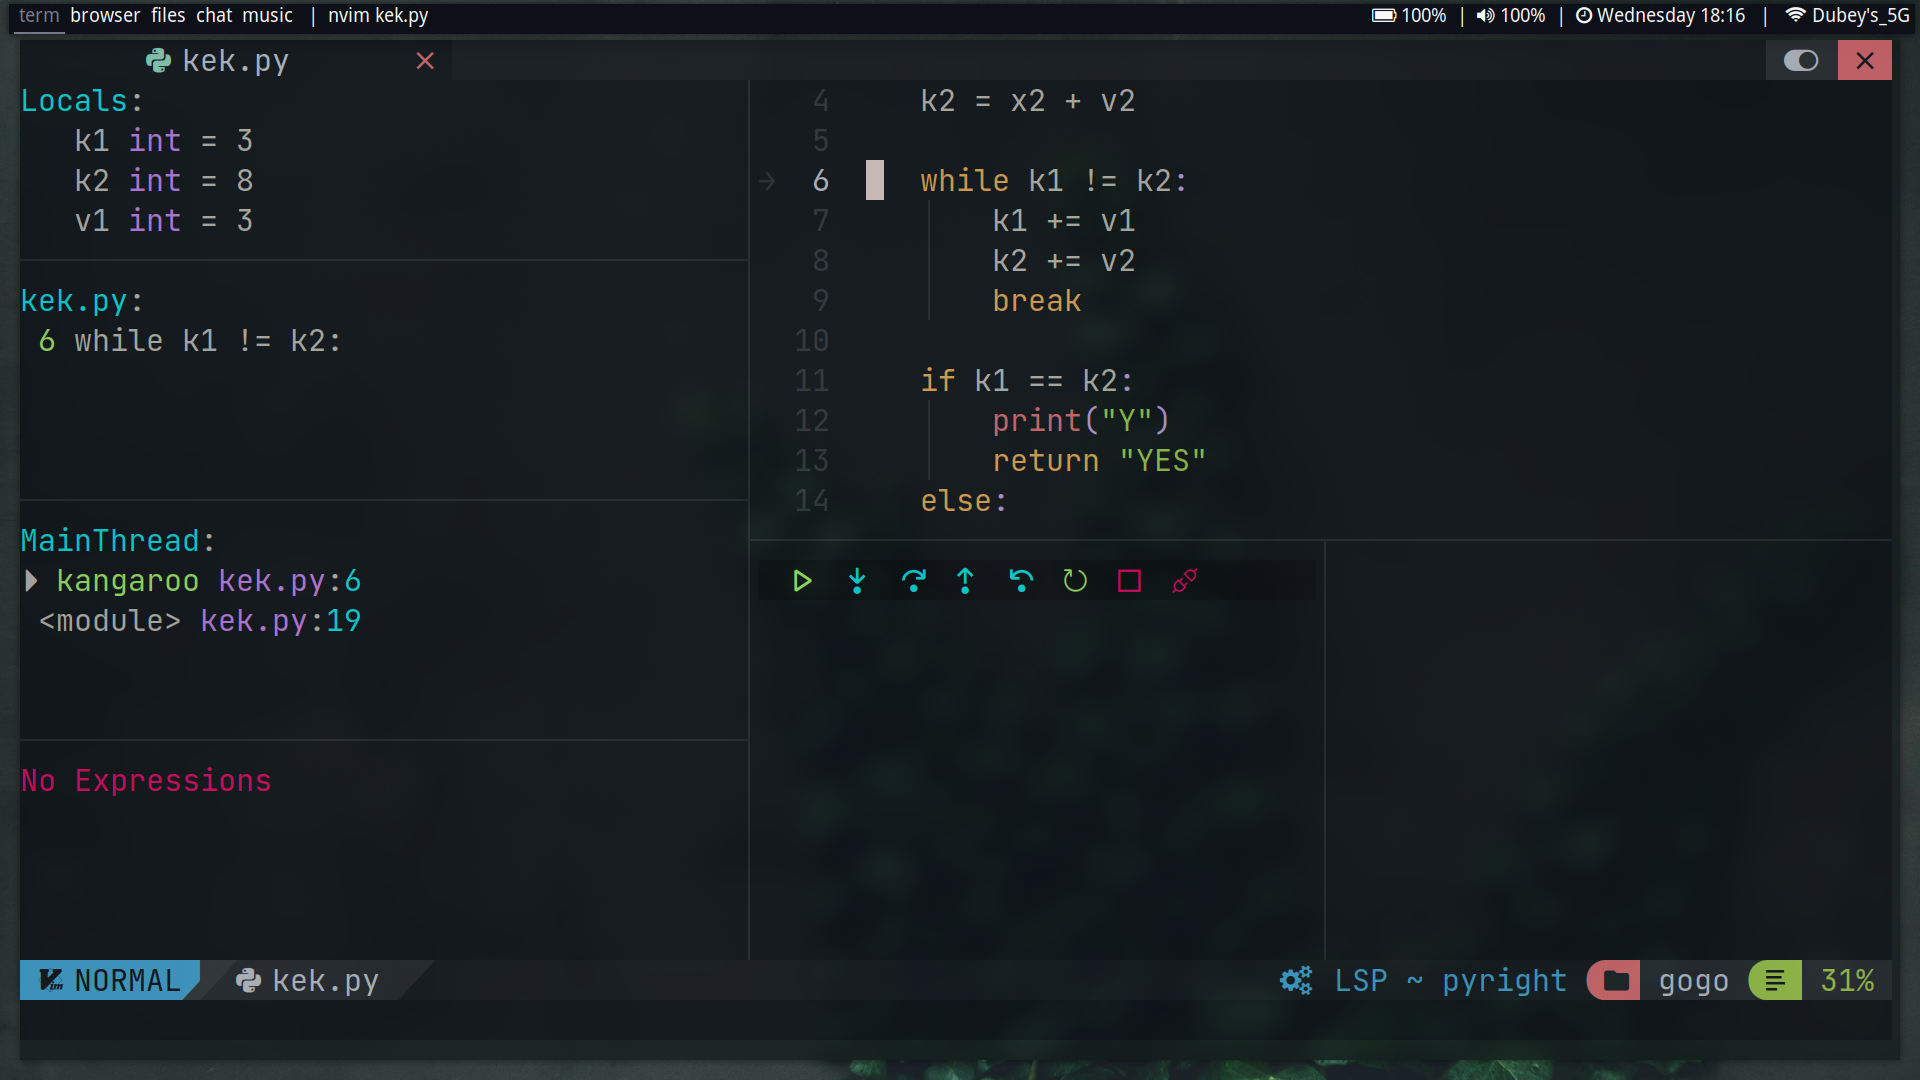 term browser files chat music | nvim kek.py
100% | 100% | Wednesday 18:16 | Dubey's_5G
kek.py
Locals:
k1 int = 3
k2 int = 8
v1 int = 3
kek.py:
6 while k1 != k2:
MainThread:
kangaroo kek.py:6
<module> kek.py:19
No Expressions
4 k2 = x2 + v2
5
6 while k1 != k2:
7 k1 += v1
8 k2 += v2
9 break
10
11 if k1 == k2:
12 print("Y")
13 return "YES"
14 else:
NORMAL kek.py
LSP ~ pyright gogo 31%